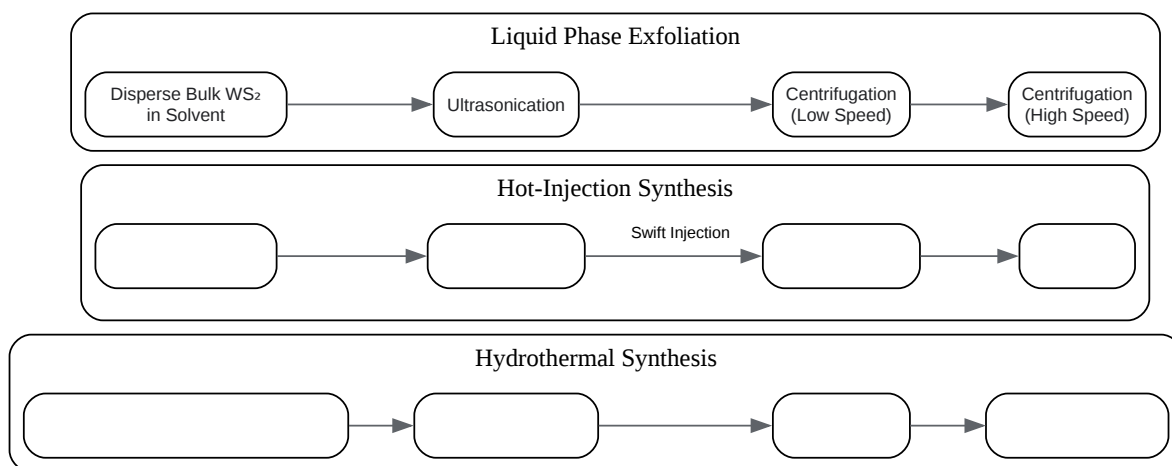 Liquid Phase Exfoliation
Disperse Bulk WS₂
in Solvent
Ultrasonication
Centrifugation
(Low Speed)
Centrifugation
(High Speed)
Hot-Injection Synthesis
Swift Injection
Hydrothermal Synthesis